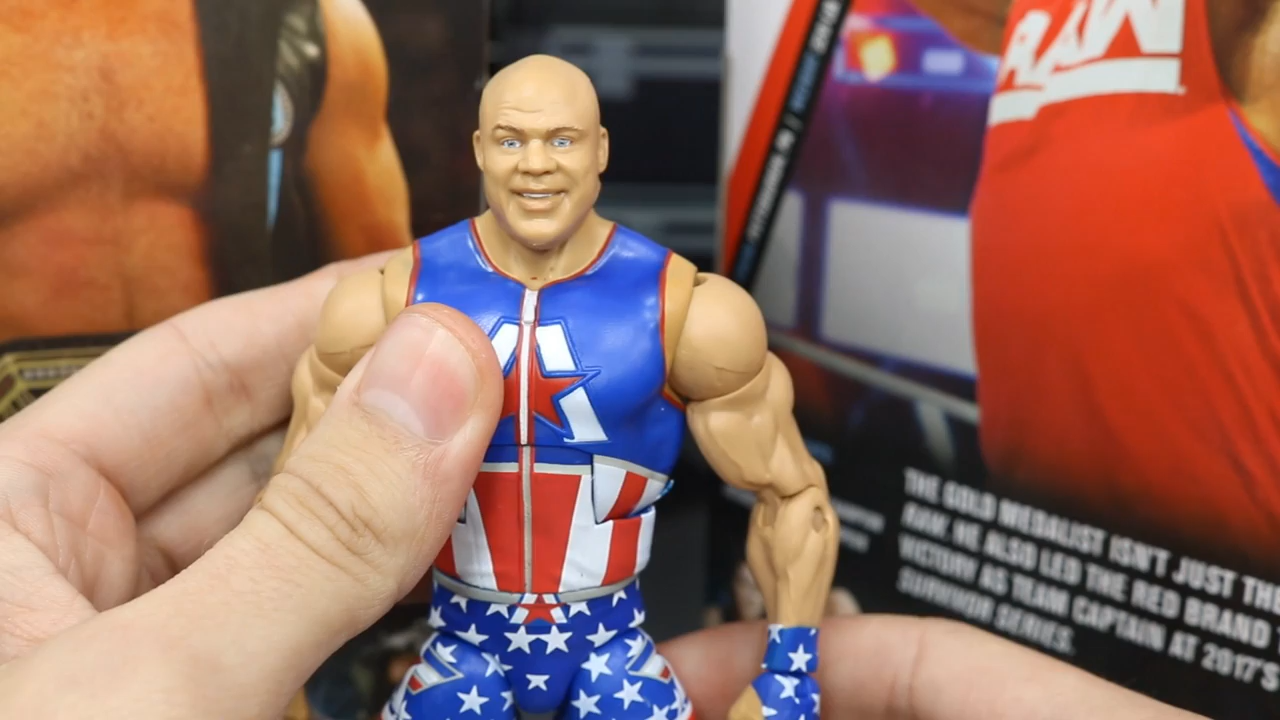 RAW
THE GOLD MEDALIST ISN'T JUST THE
RAW. HE ALSO LED THE RED BRAND
VICTORY AS TEAM CAPTAIN AT 2017'S
SURVIVOR SERIES.